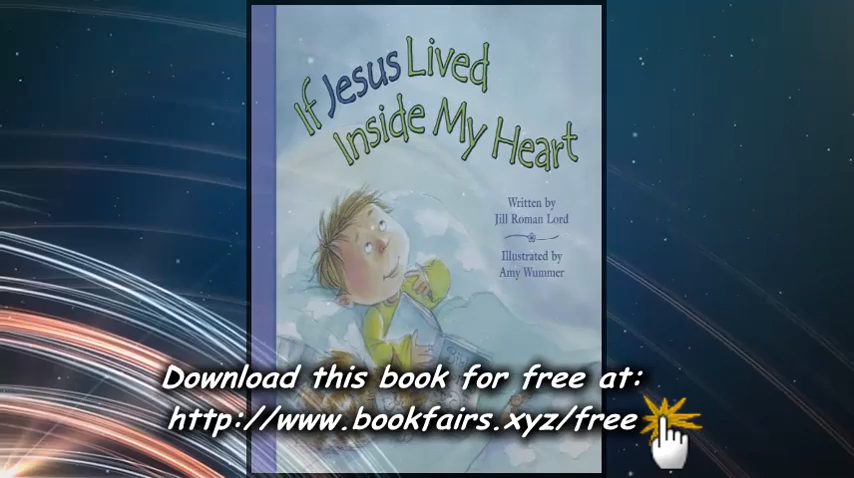 If Jesus Lived
Inside My Heart
Written by
Jill Roman Lord
Illustrated by
Amy Wummer
Download this book for free at:
http://www.bookfairs.xyz/free